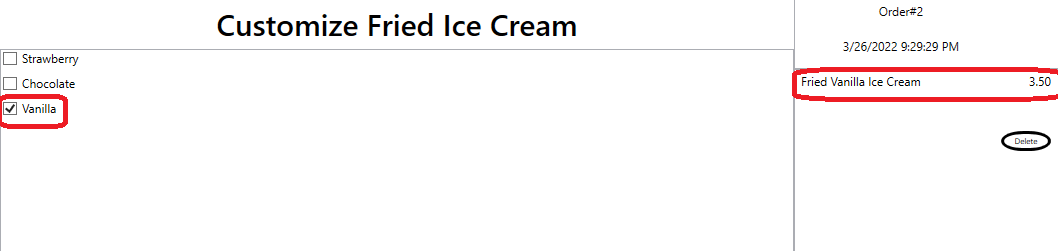 Customize Fried Ice Cream
Strawberry
Chocolate
Vanilla
Order#2
3/26/2022 9:29:29 PM
Fried Vanilla Ice Cream 3.50
Delete